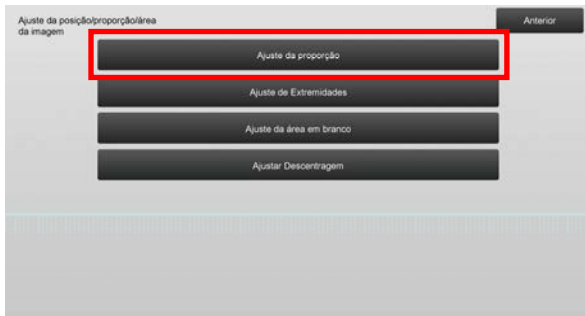 Ajuste da posição/proporção/área
da imagem
Anterior
Ajuste da proporção
Ajuste de Extremidades
Ajuste da área em branco
Ajustar Descentragem